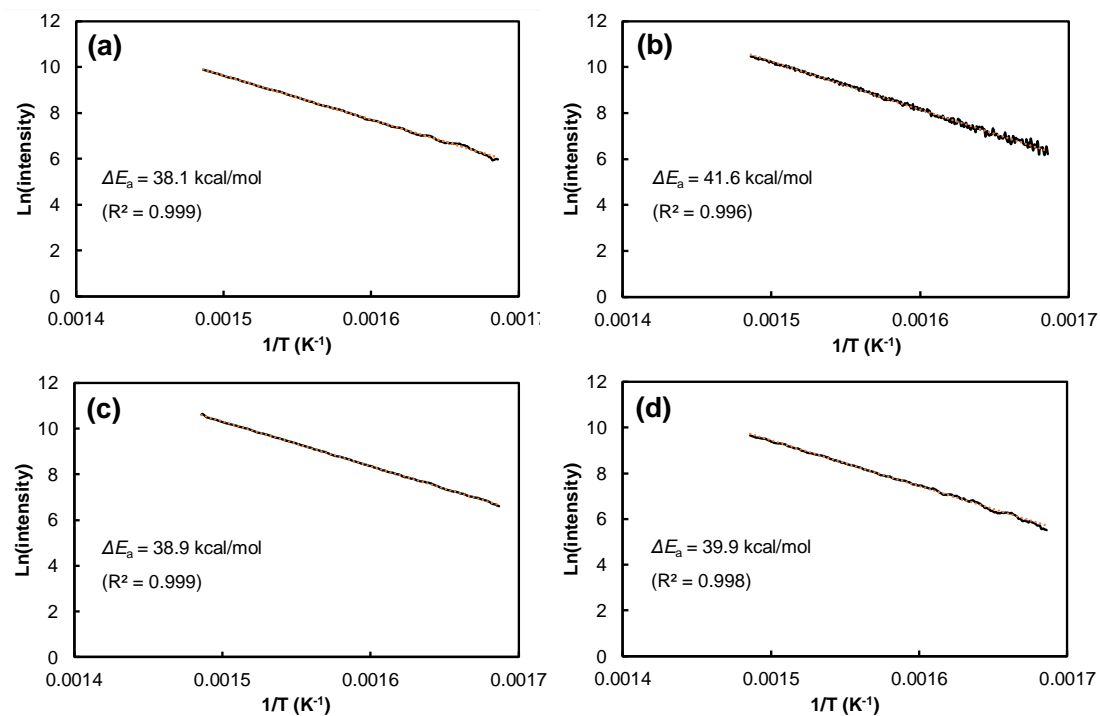 (a)
12
10
8
6
4
2
0
Ln(intensity)
ΔEa = 38.1 kcal/mol
(R² = 0.999)
0.0014 0.0015 0.0016 0.0017
1/T (K⁻¹)
(b)
12
10
8
6
4
2
0
Ln(intensity)
ΔEa = 41.6 kcal/mol
(R² = 0.996)
0.0014 0.0015 0.0016 0.0017
1/T (K⁻¹)
(c)
12
10
8
6
4
2
0
Ln(intensity)
ΔEa = 38.9 kcal/mol
(R² = 0.999)
0.0014 0.0015 0.0016 0.0017
1/T (K⁻¹)
(d)
12
10
8
6
4
2
0
Ln(intensity)
ΔEa = 39.9 kcal/mol
(R² = 0.998)
0.0014 0.0015 0.0016 0.0017
1/T (K⁻¹)